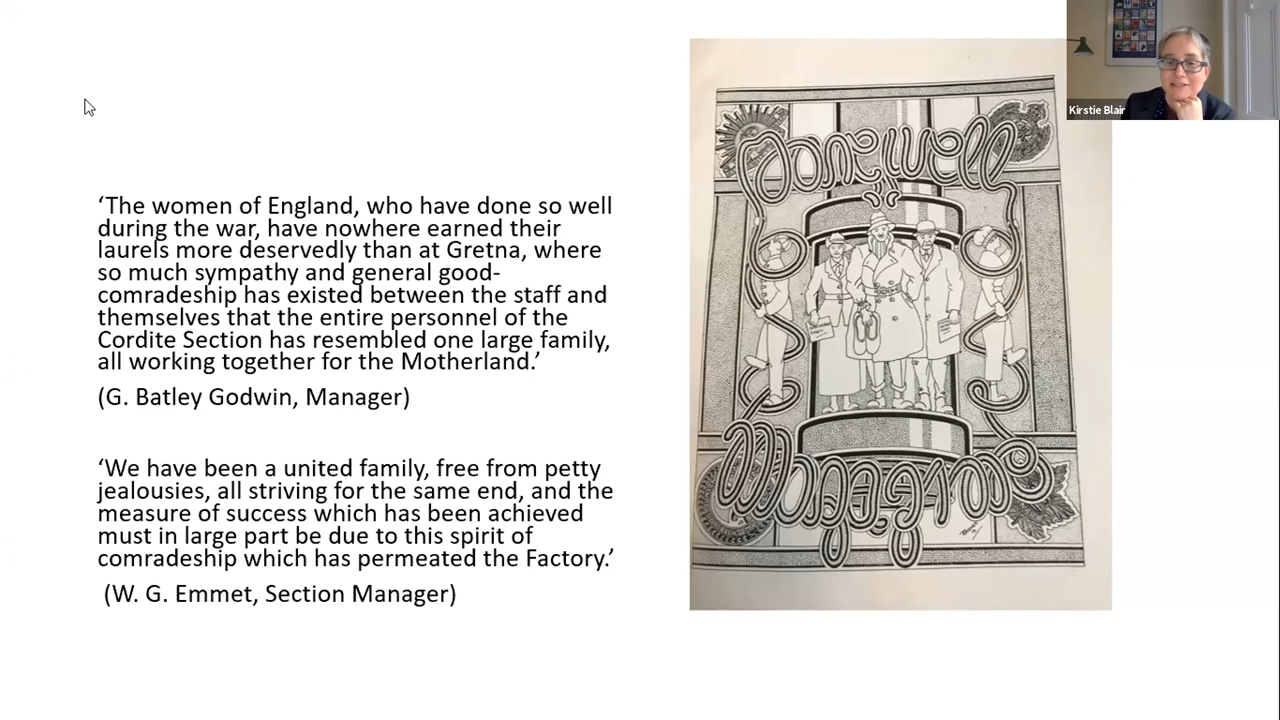 Kirstie Blair
‘The women of England, who have done so well
during the war, have nowhere earned their
laurels more deservedly than at Gretna, where
so much sympathy and general good-
comradeship has existed between the staff and
themselves that the entire personnel of the
Cordite Section has resembled one large family,
all working together for the Motherland.’
(G. Batley Godwin, Manager)
‘We have been a united family, free from petty
jealousies, all striving for the same end, and the
measure of success which has been achieved
must in large part be due to this spirit of
comradeship which has permeated the Factory.’
(W. G. Emmet, Section Manager)
Farewell